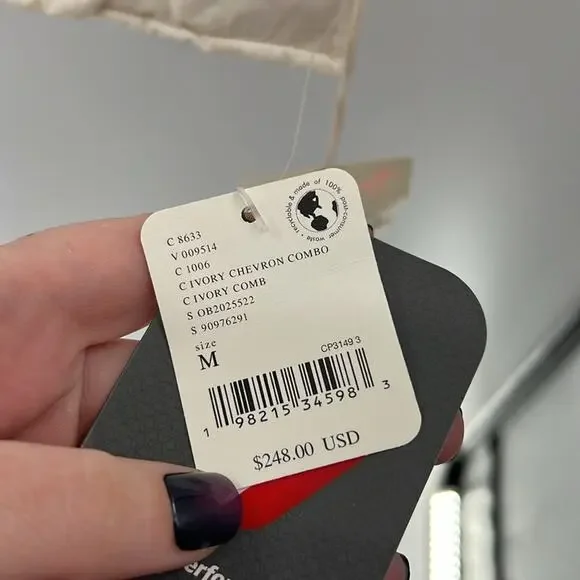 recyclable & made of 100% post-consumer waste •
C 8633
V 009514
C 1006
C IVORY CHEVRON COMBO
C IVORY COMB
S OB2025522
S 90976291
size
M
CP3149 3
1 98215 34598 3
$248.00 USD